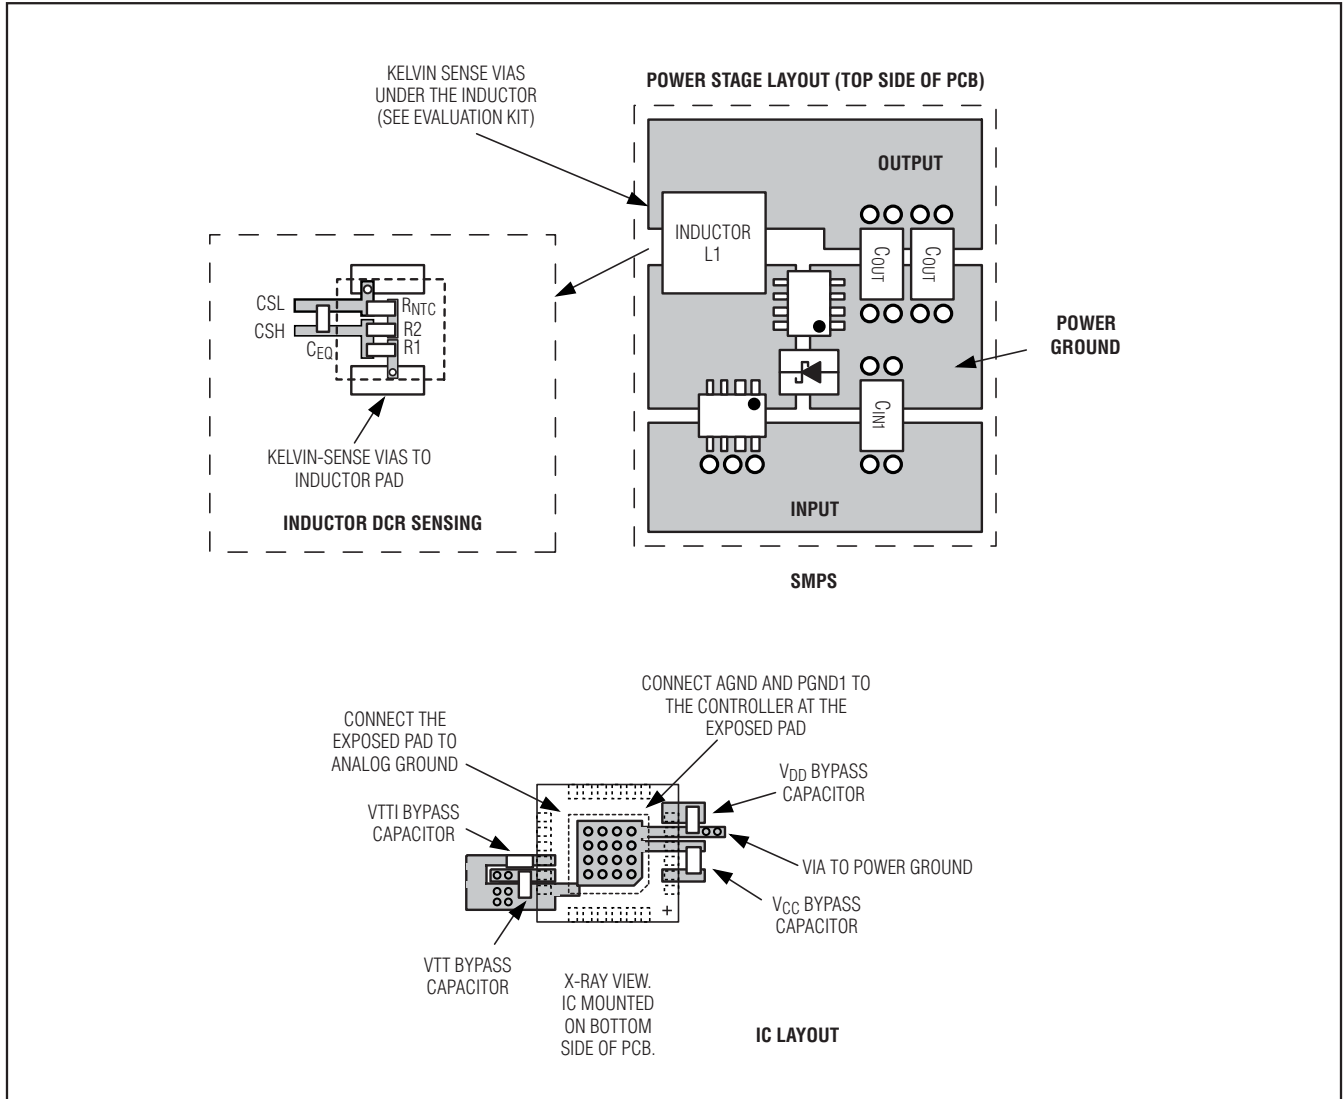 KELVIN SENSE VIAS
UNDER THE INDUCTOR
(SEE EVALUATION KIT)
POWER STAGE LAYOUT (TOP SIDE OF PCB)
OUTPUT
INDUCTOR
L1
COUT
COUT
CSL
CSH
RNTC
R2
R1
CEQ
POWER
GROUND
CIN1
KELVIN-SENSE VIAS TO
INDUCTOR PAD
INDUCTOR DCR SENSING
INPUT
SMPS
CONNECT AGND AND PGND1 TO
THE CONTROLLER AT THE
EXPOSED PAD
CONNECT THE
EXPOSED PAD TO
ANALOG GROUND
VDD BYPASS
CAPACITOR
VTTI BYPASS
CAPACITOR
VIA TO POWER GROUND
+
VCC BYPASS
CAPACITOR
VTT BYPASS
CAPACITOR
X-RAY VIEW.
IC MOUNTED
ON BOTTOM
SIDE OF PCB.
IC LAYOUT